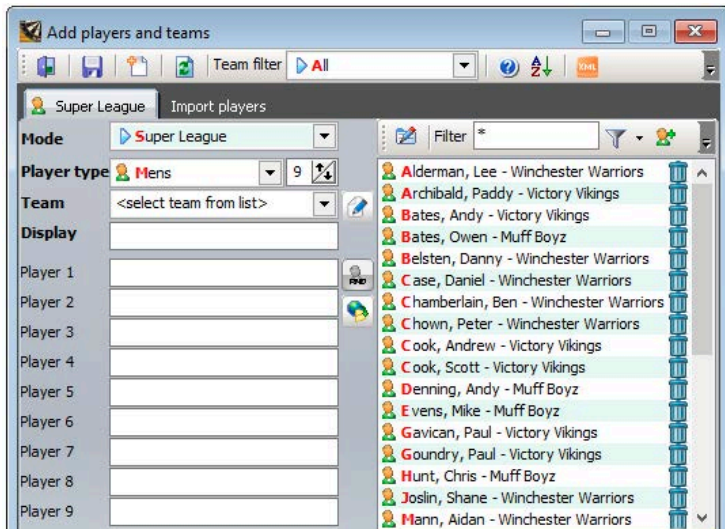 Add players and teams
Team filter All
XML
Super League Import players
Mode Super League
Player type Mens 9
Team <select team from list>
Display
Player 1
FIND
Player 2
Player 3
Player 4
Player 5
Player 6
Player 7
Player 8
Player 9
Filter *
Alderman, Lee - Winchester Warriors
Archibald, Paddy - Victory Vikings
Bates, Andy - Victory Vikings
Bates, Owen - Muff Boyz
Belsten, Danny - Winchester Warriors
Case, Daniel - Winchester Warriors
Chamberlain, Ben - Winchester Warriors
Chown, Peter - Winchester Warriors
Cook, Andrew - Victory Vikings
Cook, Scott - Victory Vikings
Denning, Andy - Muff Boyz
Evens, Mike - Muff Boyz
Gavican, Paul - Victory Vikings
Goundry, Paul - Victory Vikings
Hunt, Chris - Muff Boyz
Joslin, Shane - Winchester Warriors
Mann, Aidan - Victory Vikings